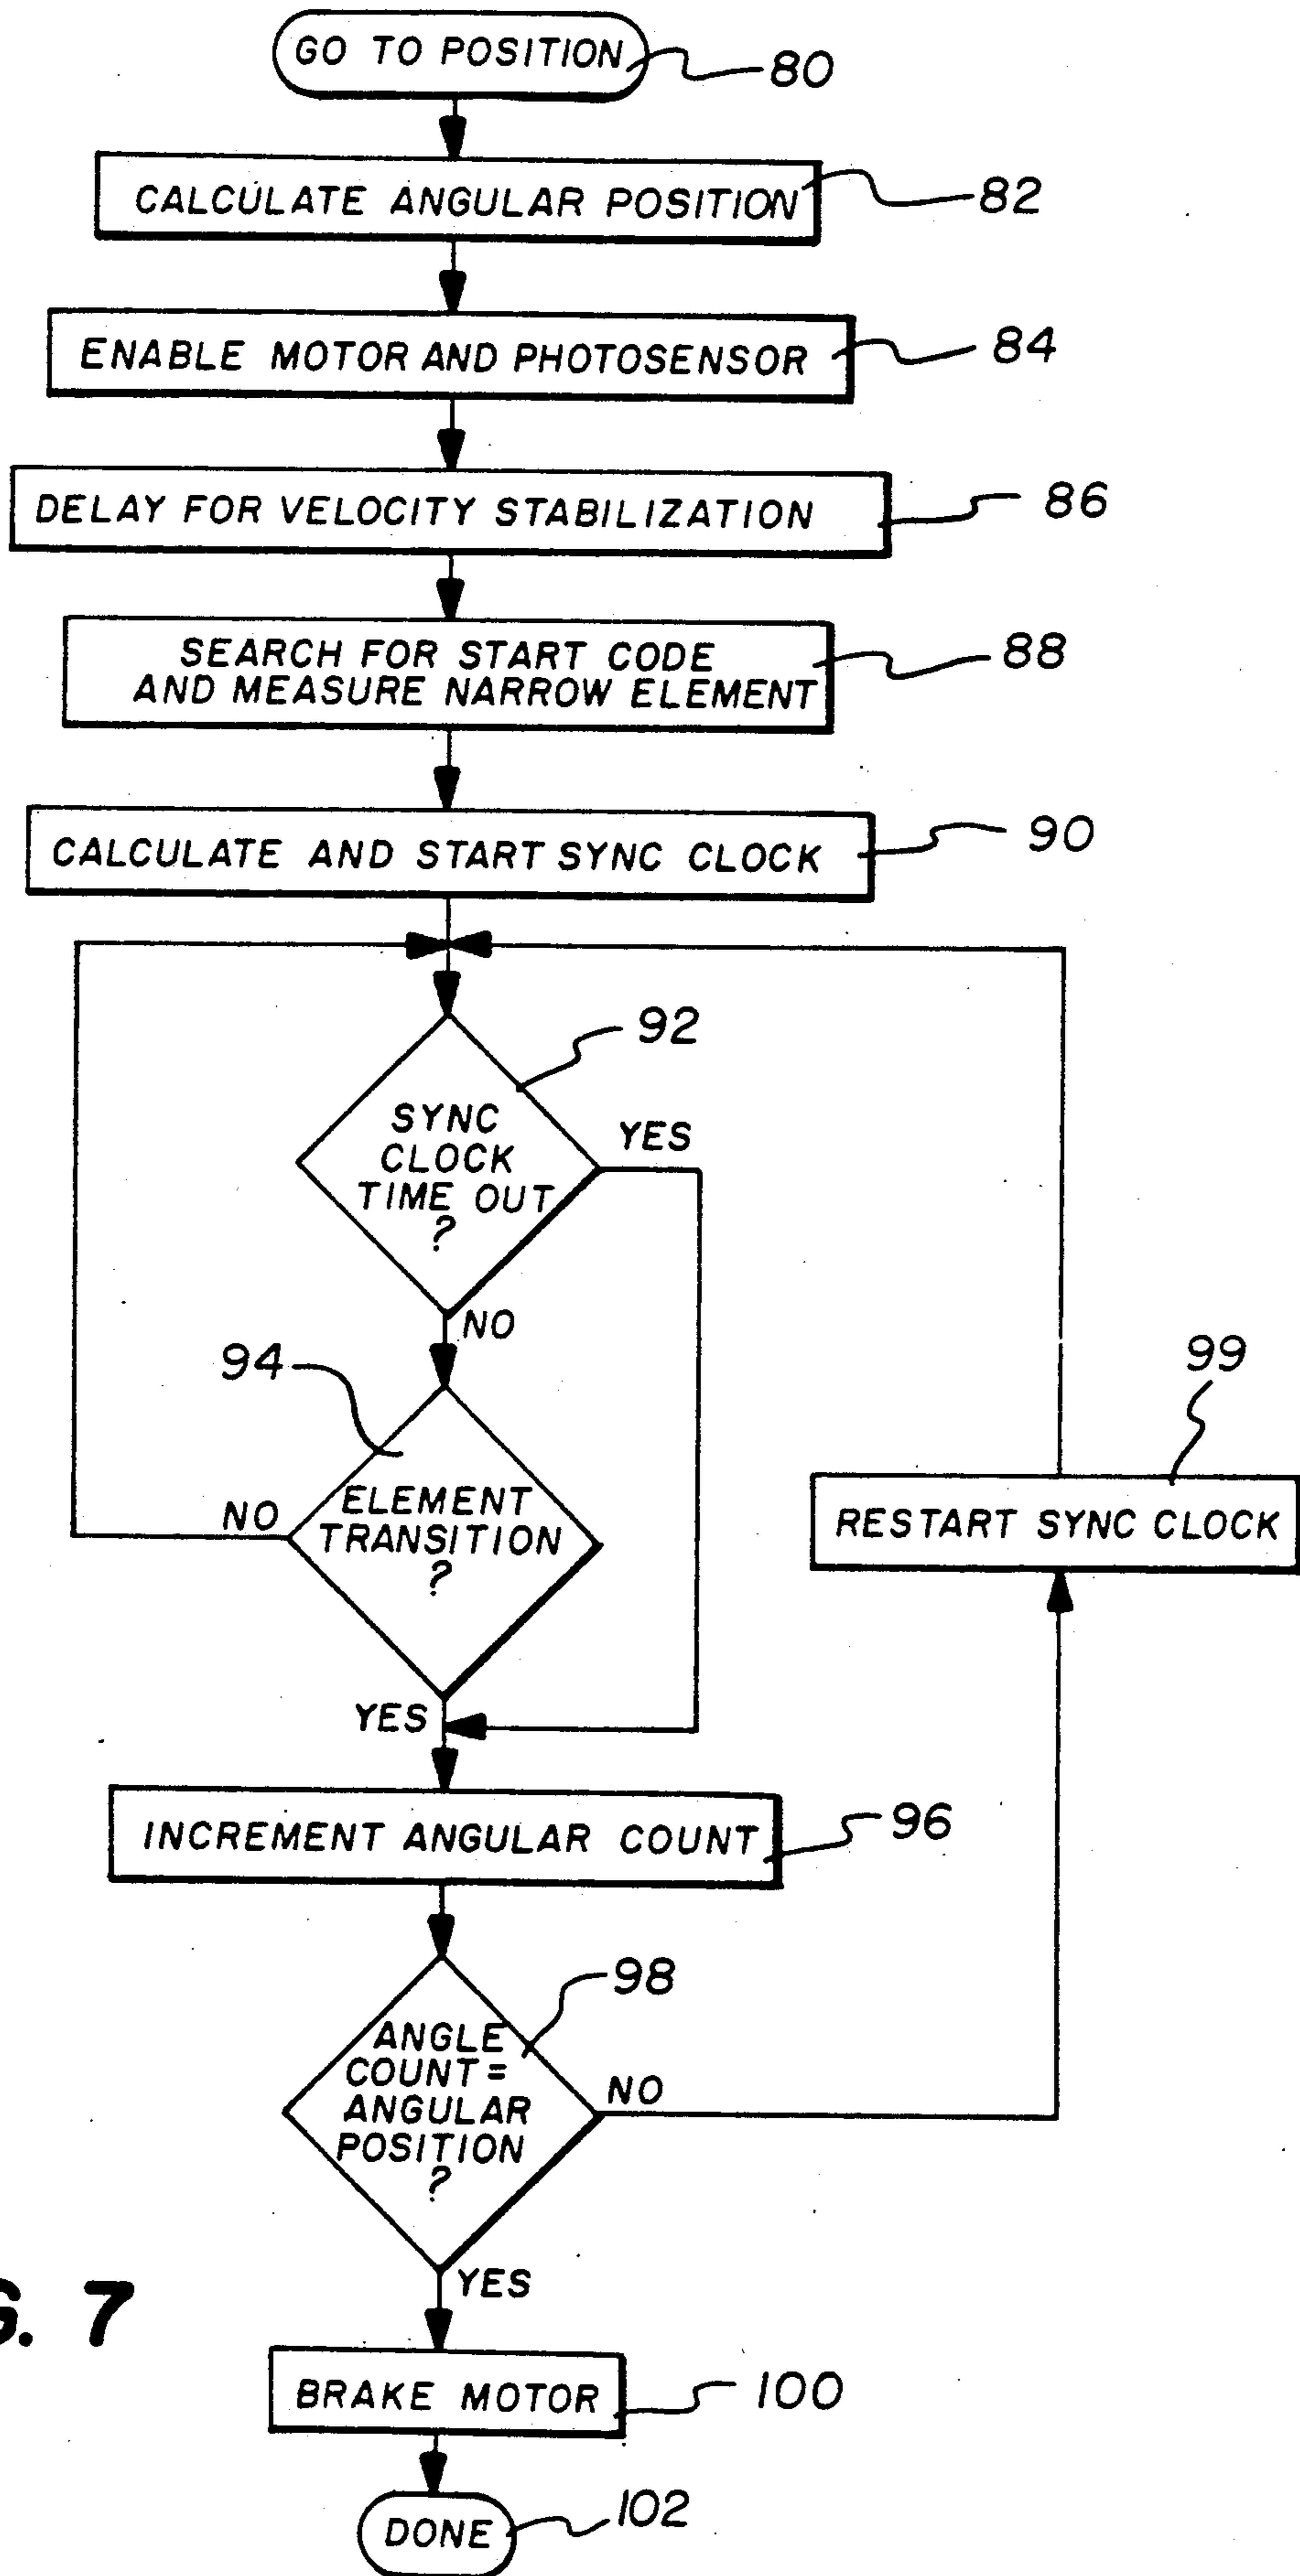 GO TO POSITION
80
CALCULATE ANGULAR POSITION
82
ENABLE MOTOR AND PHOTOSENSOR
84
DELAY FOR VELOCITY STABILIZATION
86
SEARCH FOR START CODE
AND MEASURE NARROW ELEMENT
88
CALCULATE AND START SYNC CLOCK
90
92
SYNC
CLOCK
TIME OUT
?
YES
NO
94
ELEMENT
TRANSITION
?
NO
YES
99
RESTART SYNC CLOCK
INCREMENT ANGULAR COUNT
96
98
ANGLE
COUNT =
ANGULAR
POSITION
?
NO
YES
G. 7
BRAKE MOTOR
100
DONE
102